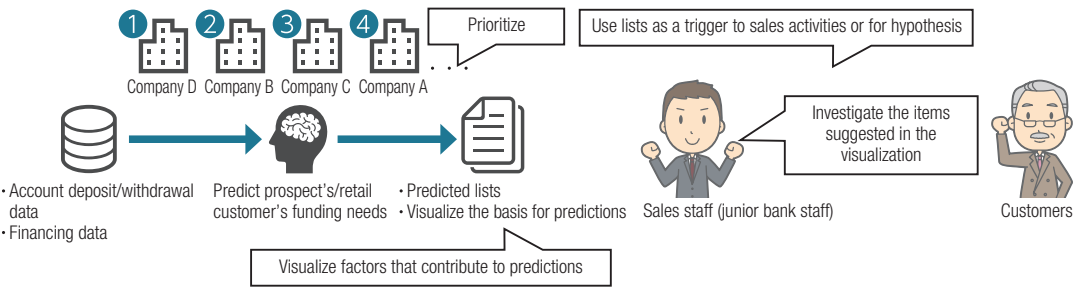 1 2 3 4
Company D Company B Company C Company A
. . .
Prioritize
Use lists as a trigger to sales activities or for hypothesis
Investigate the items
suggested in the
visualization
・Account deposit/withdrawal
data
・Financing data
Predict prospect's/retail
customer's funding needs
・Predicted lists
・Visualize the basis for predictions
Sales staff (junior bank staff)
Customers
Visualize factors that contribute to predictions